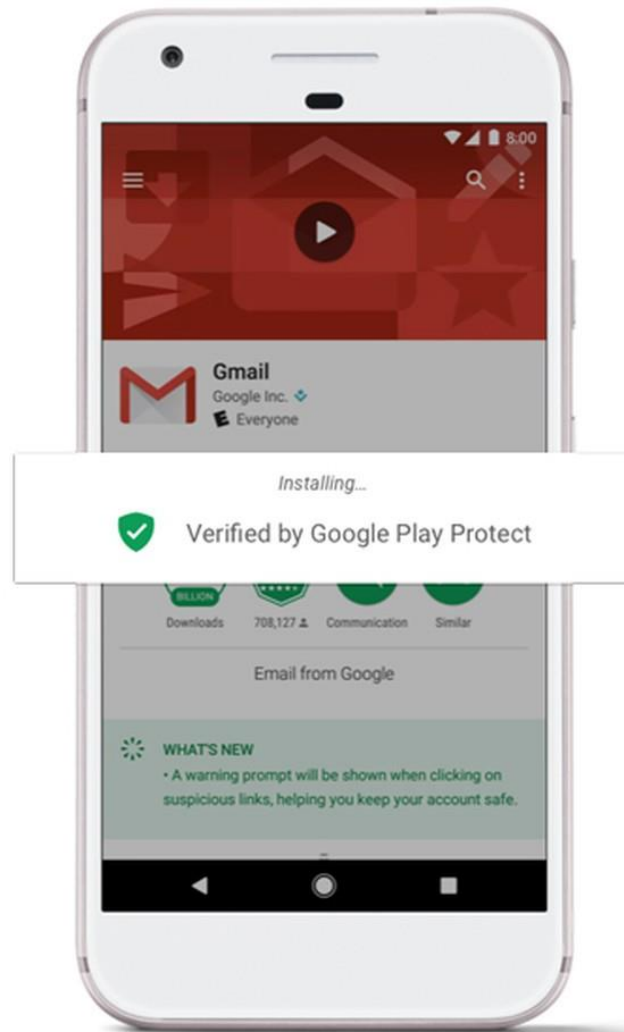 8:00
Gmail
Google Inc.
E Everyone
Installing...
Verified by Google Play Protect
BILLION
Downloads
708,127
Communication
Similar
Email from Google
WHAT'S NEW
• A warning prompt will be shown when clicking on
suspicious links, helping you keep your account safe.